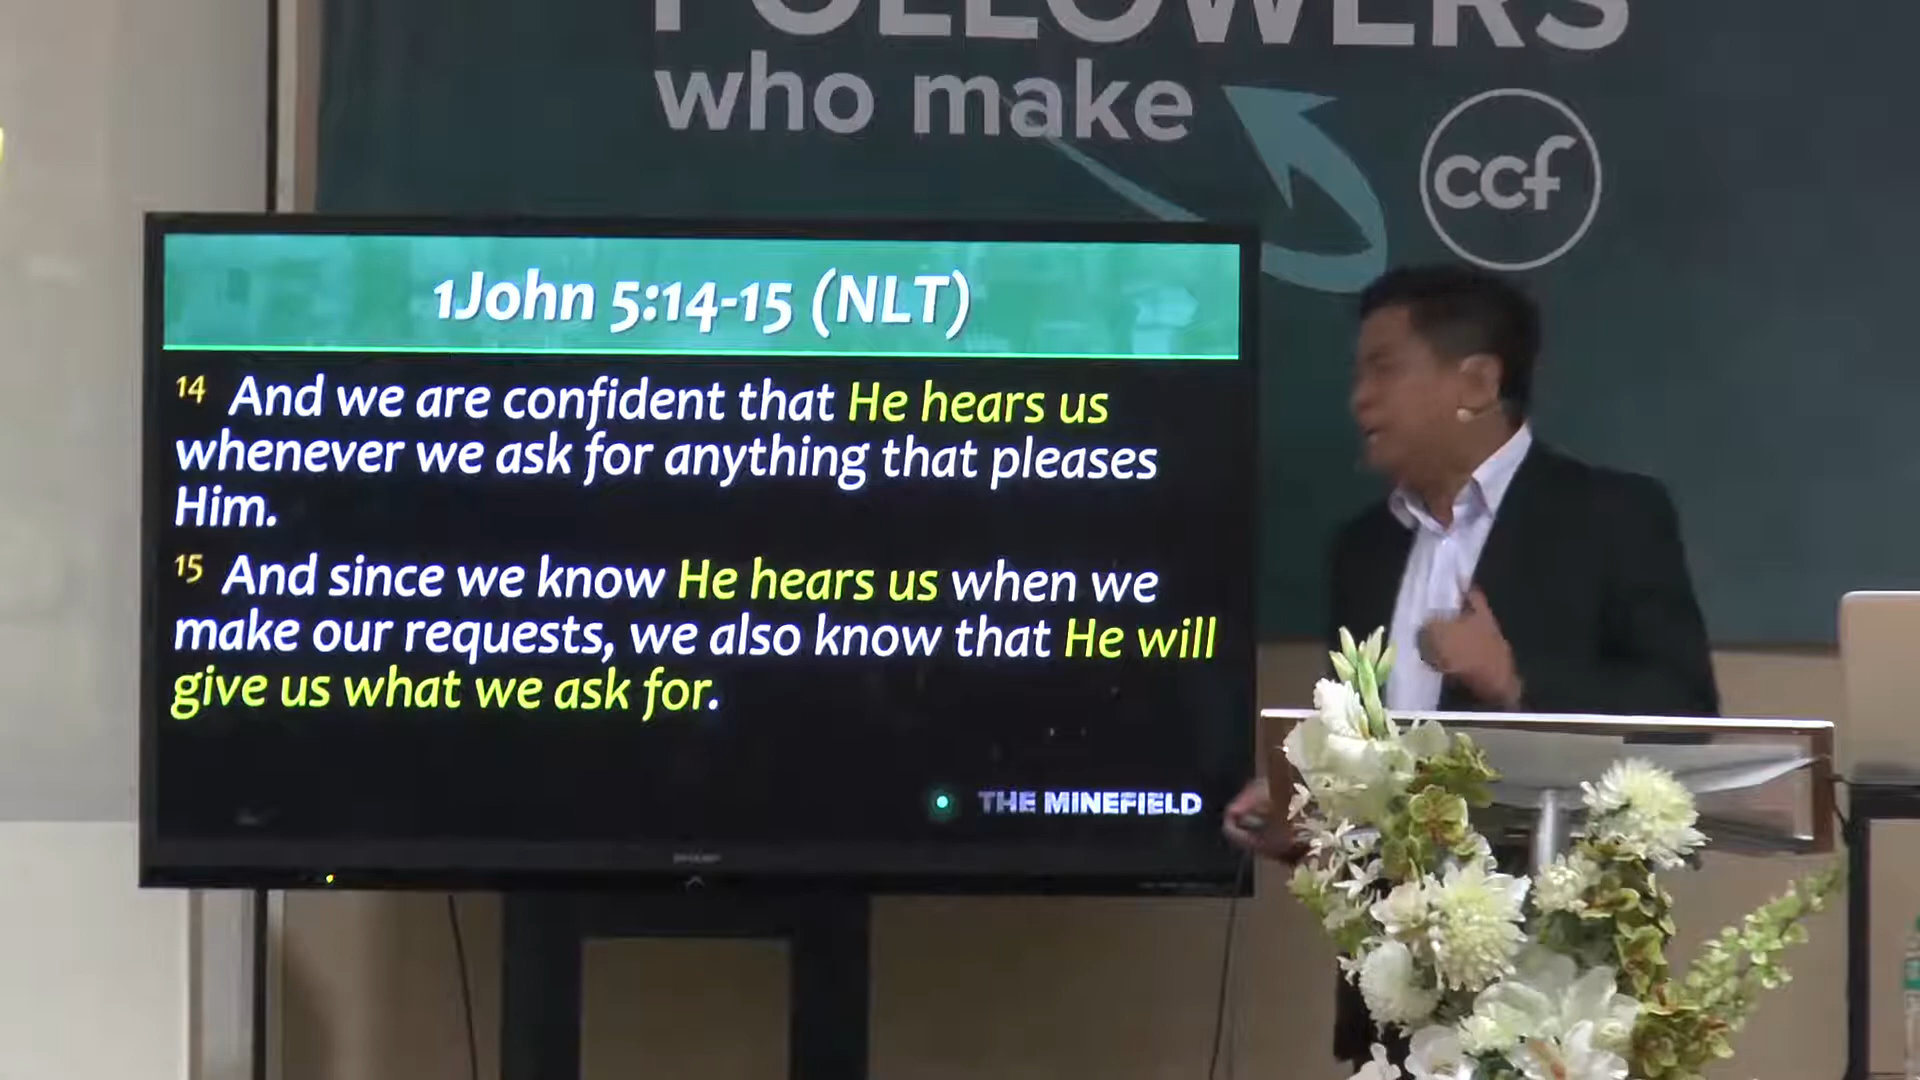 FOLLOWERS
who make
ccf
1John 5:14-15 (NLT)
14 And we are confident that He hears us
whenever we ask for anything that pleases
Him.
15 And since we know He hears us when we
make our requests, we also know that He will
give us what we ask for.
THE MINEFIELD
SHARP